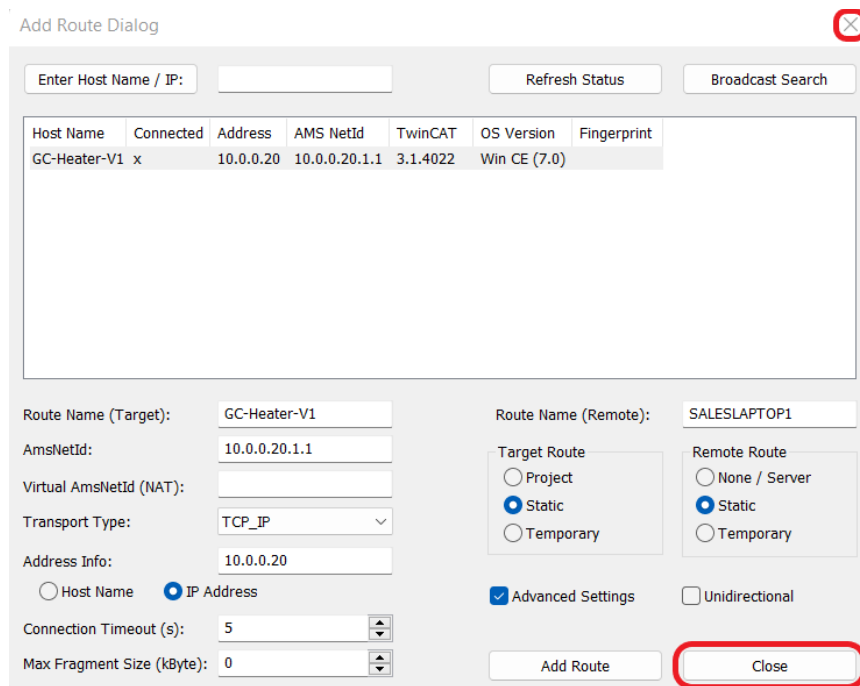 Add Route Dialog
Enter Host Name / IP: Refresh Status Broadcast Search
Host Name Connected Address AMS NetId TwinCAT OS Version Fingerprint
GC-Heater-V1 x 10.0.0.20 10.0.0.20.1.1 3.1.4022 Win CE (7.0)
Route Name (Target): GC-Heater-V1 Route Name (Remote): SALESLAPTOP1
AmsNetId: 10.0.0.20.1.1 Target Route Remote Route
Virtual AmsNetId (NAT): Project None / Server
Transport Type: TCP_IP Static Static
Temporary Temporary
Address Info: 10.0.0.20
Host Name IP Address Advanced Settings Unidirectional
Connection Timeout (s): 5
Max Fragment Size (kByte): 0 Add Route Close